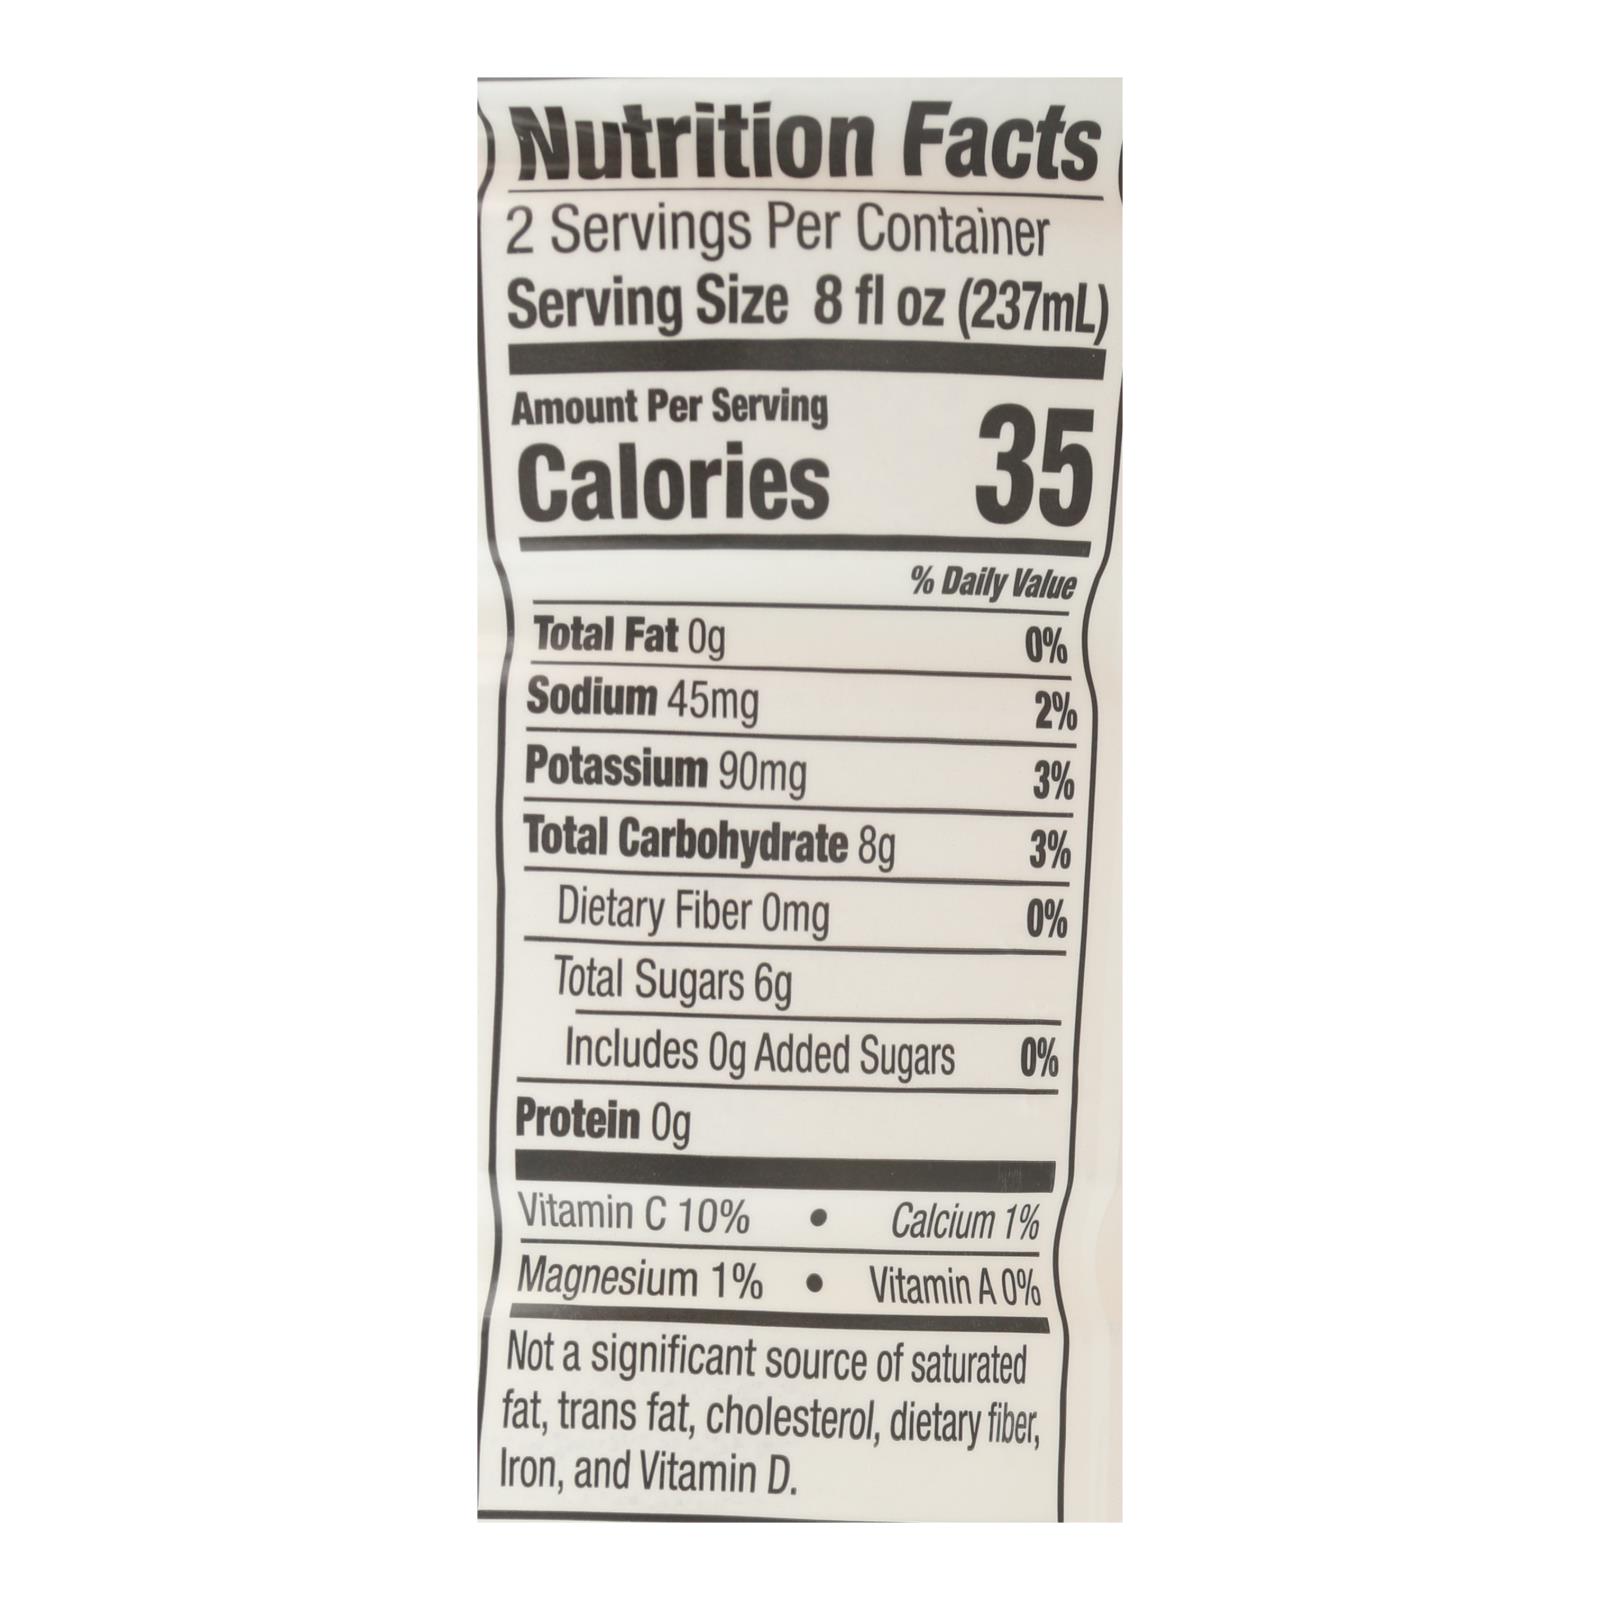 Nutrition Facts
2 Servings Per Container
Serving Size 8 fl oz (237mL)
Amount Per Serving
Calories 35
% Daily Value
Total Fat 0g 0%
Sodium 45mg 2%
Potassium 90mg 3%
Total Carbohydrate 8g 3%
Dietary Fiber 0mg 0%
Total Sugars 6g
Includes 0g Added Sugars 0%
Protein 0g
Vitamin C 10% • Calcium 1%
Magnesium 1% • Vitamin A 0%
Not a significant source of saturated
fat, trans fat, cholesterol, dietary fiber,
Iron, and Vitamin D.